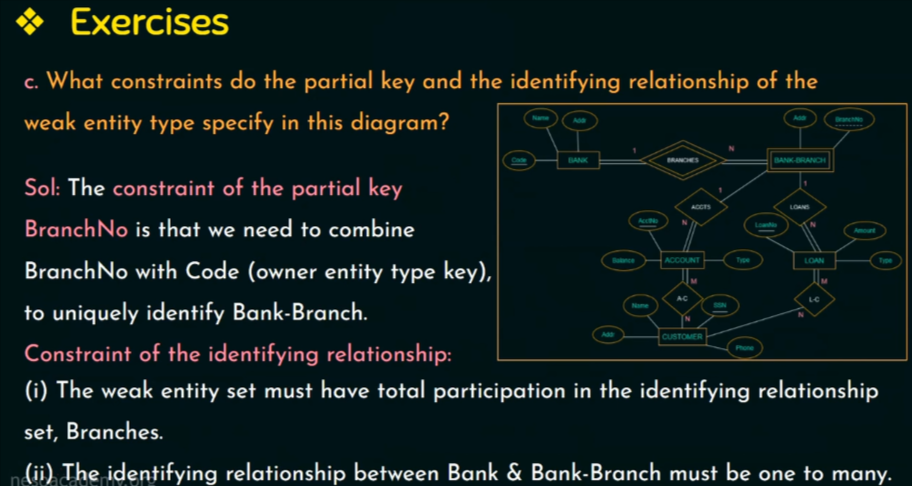 ❖ Exercises
c. What constraints do the partial key and the identifying relationship of the
weak entity type specify in this diagram?
Sol: The constraint of the partial key
BranchNo is that we need to combine
BranchNo with Code (owner entity type key),
to uniquely identify Bank-Branch.
Constraint of the identifying relationship:
(i) The weak entity set must have total participation in the identifying relationship
set, Branches.
(ii) The identifying relationship between Bank & Bank-Branch must be one to many.
Name Addr Addr BranchNo
1 N
Code BANK BRANCHES BANK-BRANCH
1 1
ACCTS LOANS
AcctNo N LoanNo N Amount
Balance ACCOUNT Type LOAN Type
M M
Name A-C SSN L-C
N N
Addr CUSTOMER
Phone
nesoacademy.org